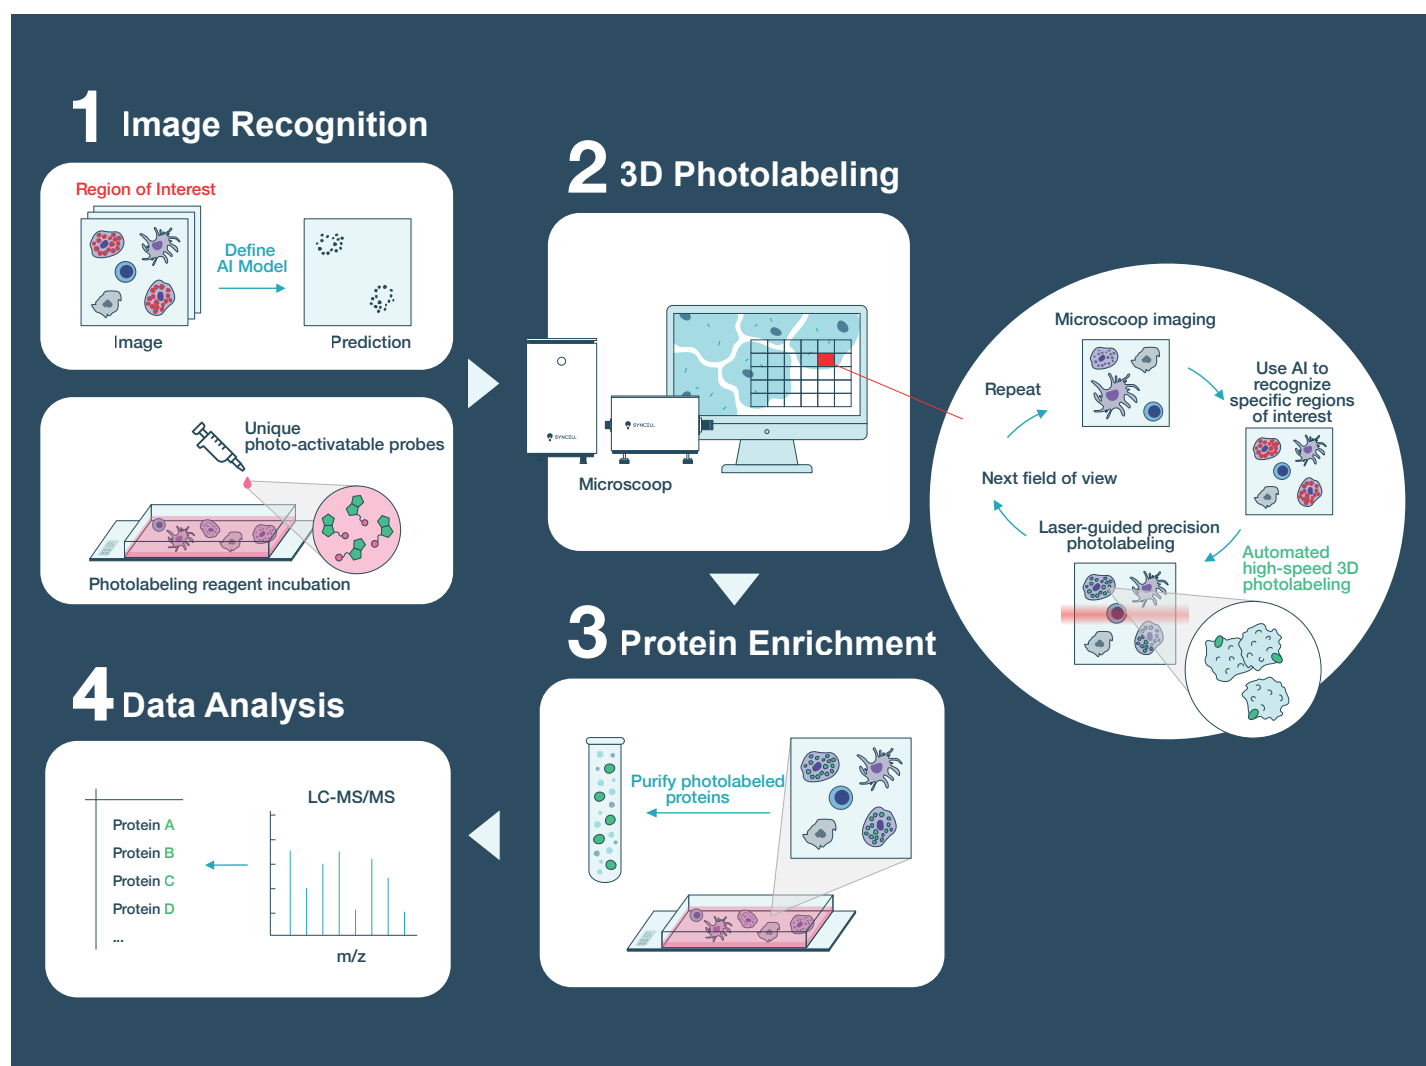 1 Image Recognition
Region of Interest
Define
AI Model
Image
Prediction
Unique
photo-activatable probes
Photolabeling reagent incubation
2 3D Photolabeling
SYNCELL
SYNCELL
Microscoop
Microscoop imaging
Use AI to
recognize
specific regions
of interest
Repeat
Next field of view
Laser-guided precision
photolabeling
Automated
high-speed 3D
photolabeling
3 Protein Enrichment
Purify photolabeled
proteins
4 Data Analysis
LC-MS/MS
Protein A
Protein B
Protein C
Protein D
...
m/z